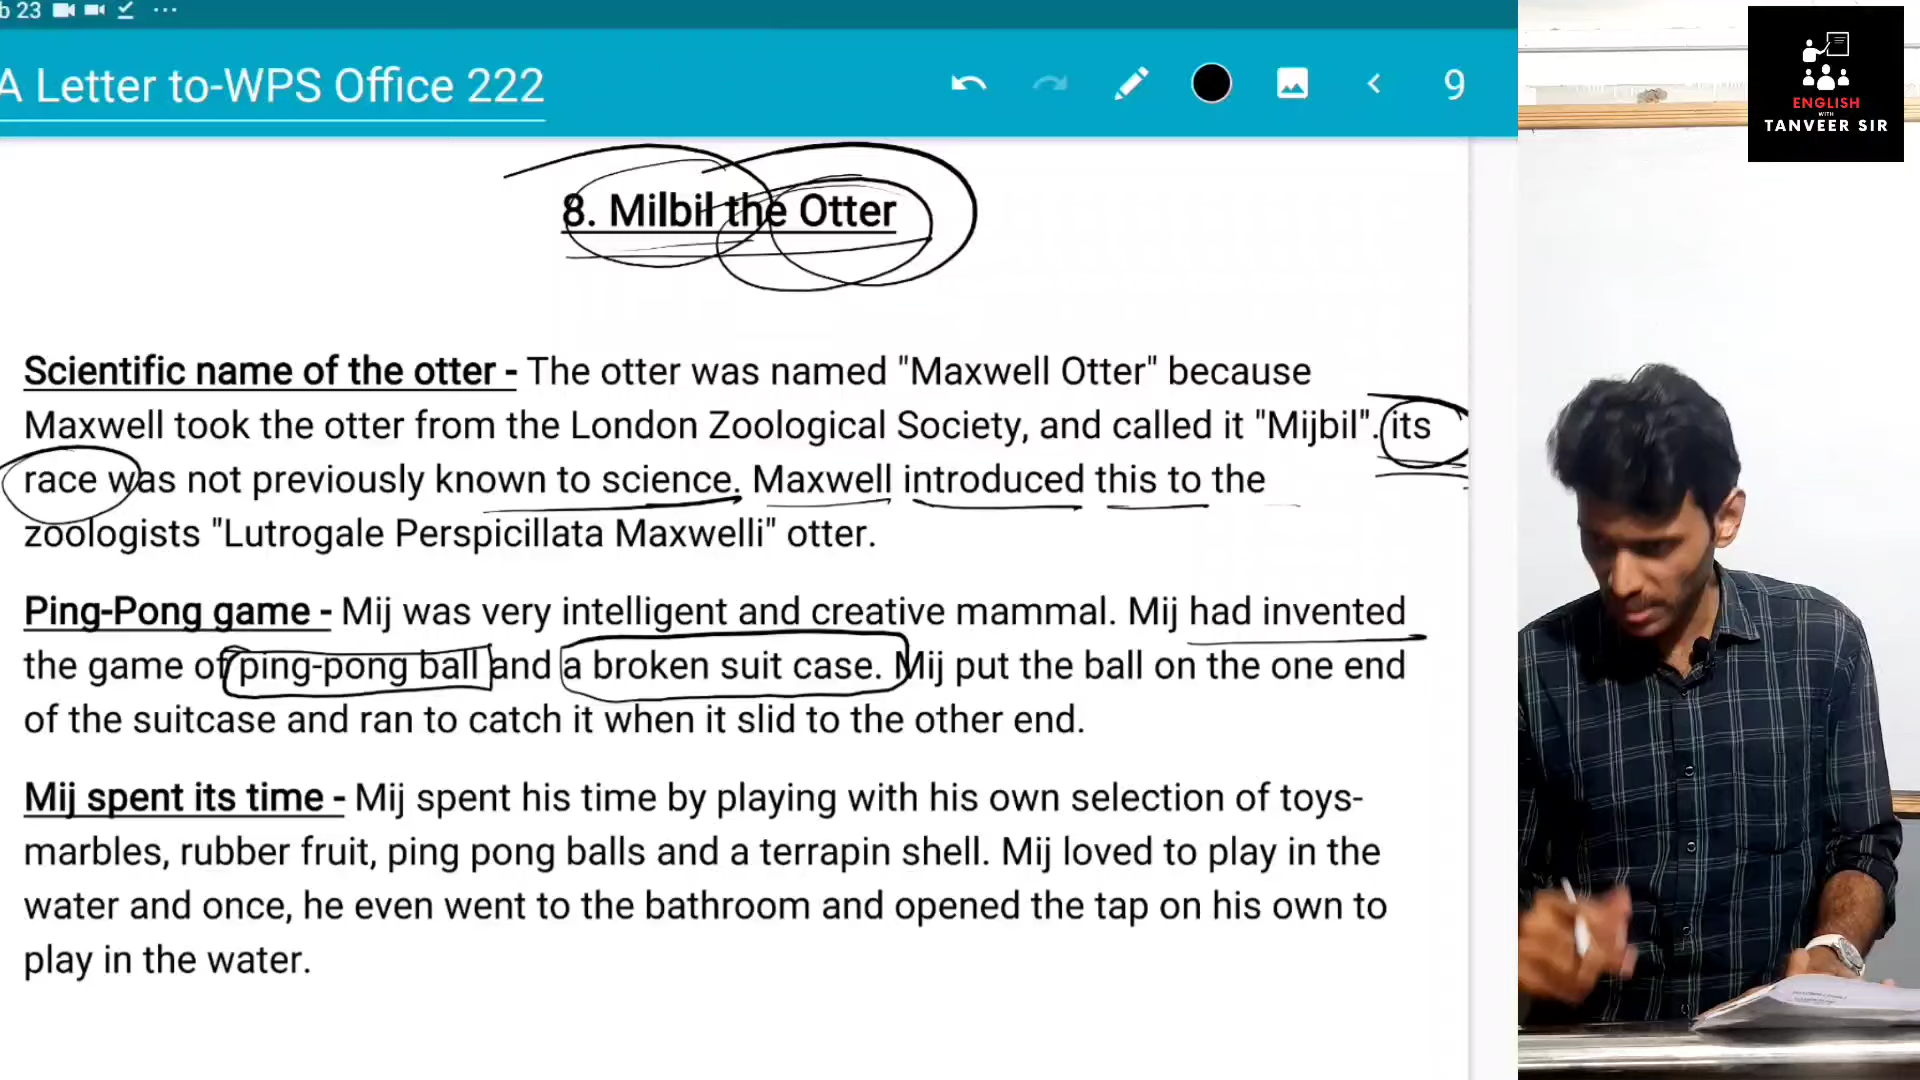 b 23
A Letter to-WPS Office 222
9
ENGLISH
WITH
TANVEER SIR
8. Milbil the Otter
Scientific name of the otter - The otter was named "Maxwell Otter" because
Maxwell took the otter from the London Zoological Society, and called it "Mijbil". its
race was not previously known to science. Maxwell introduced this to the
zoologists "Lutrogale Perspicillata Maxwelli" otter.
Ping-Pong game - Mij was very intelligent and creative mammal. Mij had invented
the game of ping-pong ball and a broken suit case. Mij put the ball on the one end
of the suitcase and ran to catch it when it slid to the other end.
Mij spent its time - Mij spent his time by playing with his own selection of toys-
marbles, rubber fruit, ping pong balls and a terrapin shell. Mij loved to play in the
water and once, he even went to the bathroom and opened the tap on his own to
play in the water.